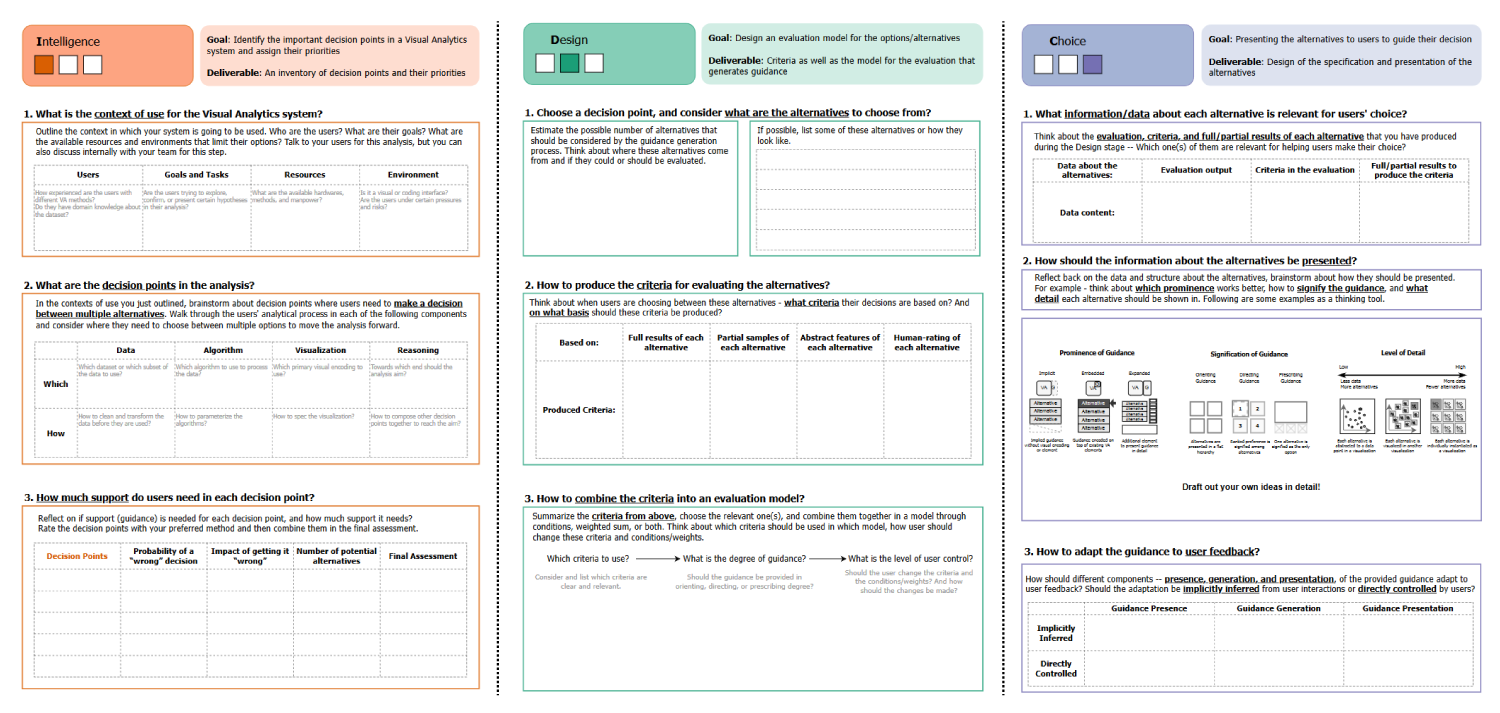 Intelligence
Goal: Identify the important decision points in a Visual Analytics
system and assign their priorities
Deliverable: An inventory of decision points and their priorities
1. What is the context of use for the Visual Analytics system?
Outline the context in which your system is going to be used. Who are the users? What are their goals? What are
the available resources and environments that limit their options? Talk to your users for this analysis, but you can
also discuss internally with your team for this step.
Users
Goals and Tasks
Resources
Environment
How experienced are the users with
different VA methods?
Do they have domain knowledge about
the dataset?
Are the users trying to explore,
confirm, or present certain hypotheses
in their analysis?
What are the available hardwares,
methods, and manpower?
Is it a visual or coding interface?
Are the users under certain pressures
and risks?
2. What are the decision points in the analysis?
In the contexts of use you just outlined, brainstorm about decision points where users need to make a decision
between multiple alternatives. Walk through the users' analytical process in each of the following components
and consider where they need to choose between multiple options to move the analysis forward.
Data
Algorithm
Visualization
Reasoning
Which
Which dataset or which subset of
the data to use?
Which algorithm to use to process
the data?
Which primary visual encoding to
use?
Towards which end should the
analysis aim?
How
How to clean and transform the
data before they are used?
How to parameterize the
algorithms?
How to spec the visualization?
How to compose other decision
points together to reach the aim?
3. How much support do users need in each decision point?
Reflect on if support (guidance) is needed for each decision point, and how much support it needs?
Rate the decision points with your preferred method and then combine them in the final assessment.
Decision Points
Probability of a
"wrong" decision
Impact of getting it
"wrong"
Number of potential
alternatives
Final Assessment
Design
Goal: Design an evaluation model for the options/alternatives
Deliverable: Criteria as well as the model for the evaluation that
generates guidance
1. Choose a decision point, and consider what are the alternatives to choose from?
Estimate the possible number of alternatives that
should be considered by the guidance generation
process. Think about where these alternatives come
from and if they could or should be evaluated.
If possible, list some of these alternatives or how they
look like.
2. How to produce the criteria for evaluating the alternatives?
Think about when users are choosing between these alternatives - what criteria their decisions are based on? And
on what basis should these criteria be produced?
Based on:
Full results of each
alternative
Partial samples of
each alternative
Abstract features of
each alternative
Human-rating of
each alternative
Produced Criteria:
3. How to combine the criteria into an evaluation model?
Summarize the criteria from above, choose the relevant one(s), and combine them together in a model through
conditions, weighted sum, or both. Think about which criteria should be used in which model, how user should
change these criteria and conditions/weights.
Which criteria to use?
What is the degree of guidance?
What is the level of user control?
Consider and list which criteria are
clear and relevant.
Should the guidance be provided in
orienting, directing, or prescribing degree?
Should the user change the criteria and
the conditions/weights? And how
should the changes be made?
Choice
Goal: Presenting the alternatives to users to guide their decision
Deliverable: Design of the specification and presentation of the
alternatives
1. What information/data about each alternative is relevant for users' choice?
Think about the evaluation, criteria, and full/partial results of each alternative that you have produced
during the Design stage -- Which one(s) of them are relevant for helping users make their choice?
Data about the
alternatives:
Evaluation output
Criteria in the evaluation
Full/partial results to
produce the criteria
Data content:
2. How should the information about the alternatives be presented?
Reflect back on the data and structure about the alternatives, brainstorm about how they should be presented.
For example - think about which prominence works better, how to signify the guidance, and what
detail each alternative should be shown in. Following are some examples as a thinking tool.
Prominence of Guidance
Signification of Guidance
Level of Detail
Implicit
Embedded
Expanded
Orienting
Guidance
Directing
Guidance
Prescribing
Guidance
Low
High
Less data
More alternatives
More data
Fewer alternatives
VA G
VA G
VA G
Alternative
Alternative
Alternative
Alternative
Alternative
Alternative
Alternative
Alternative
Alternative
Alternative
Alternative
1 2
3 4
Implied guidance
without visual encoding
or element
Guidance encoded on
top of existing VA
elements
Additional element
to present guidance
in detail
Alternatives are
presented in a flat
hierarchy
Ranked preference is
signified among
alternatives
One alternative is
signified as the only
option
Each alternative is
abstracted to a data
point in a visualization
Each alternative is
visualized in another
visualization
Each alternative is
individually instantiated as
a visualization
Draft out your own ideas in detail!
3. How to adapt the guidance to user feedback?
How should different components -- presence, generation, and presentation, of the provided guidance adapt to
user feedback? Should the adaptation be implicitly inferred from user interactions or directly controlled by users?
Guidance Presence
Guidance Generation
Guidance Presentation
Implicitly
Inferred
Directly
Controlled